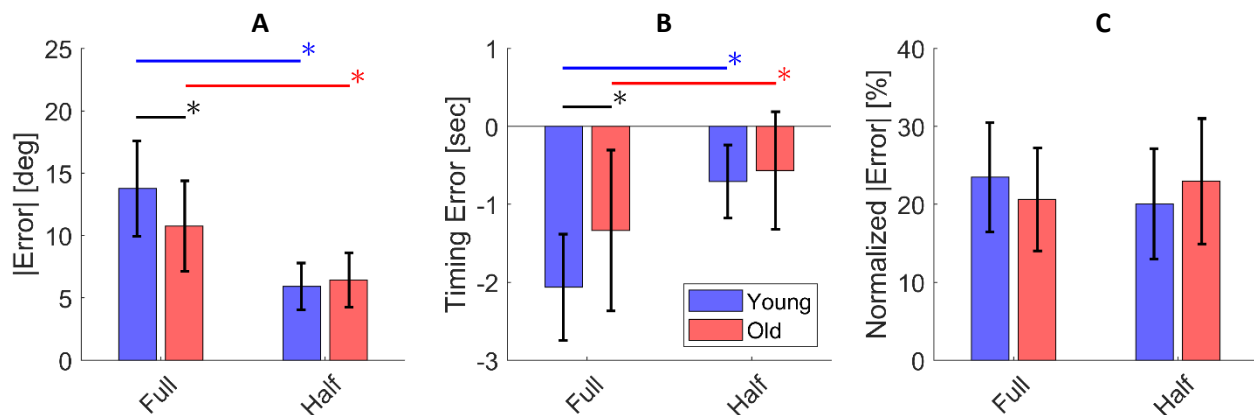 A
B
C
|Error| [deg]
25
20
15
10
5
0
Full
Half
*
*
*
Timing Error [sec]
1
0
-1
-2
-3
Full
Half
*
*
*
Young
Old
Normalized |Error| [%]
40
30
20
10
0
Full
Half